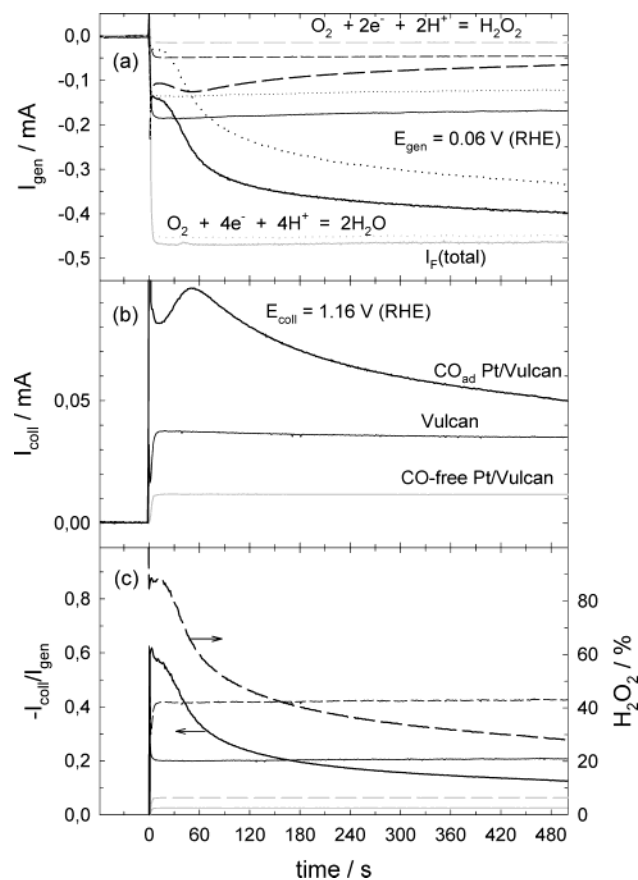 O₂ + 2e⁻ + 2H⁺ = H₂O₂
(a)
E_gen = 0.06 V (RHE)
O₂ + 4e⁻ + 4H⁺ = 2H₂O
I_F(total)
I_gen / mA
0,0
-0,1
-0,2
-0,3
-0,4
-0,5
(b)
E_coll = 1.16 V (RHE)
CO_ad Pt/Vulcan
Vulcan
CO-free Pt/Vulcan
I_coll / mA
0,05
0,00
(c)
-I_coll/I_gen
0,8
0,6
0,4
0,2
0,0
H₂O₂ / %
80
60
40
20
0
0 60 120 180 240 300 360 420 480
time / s